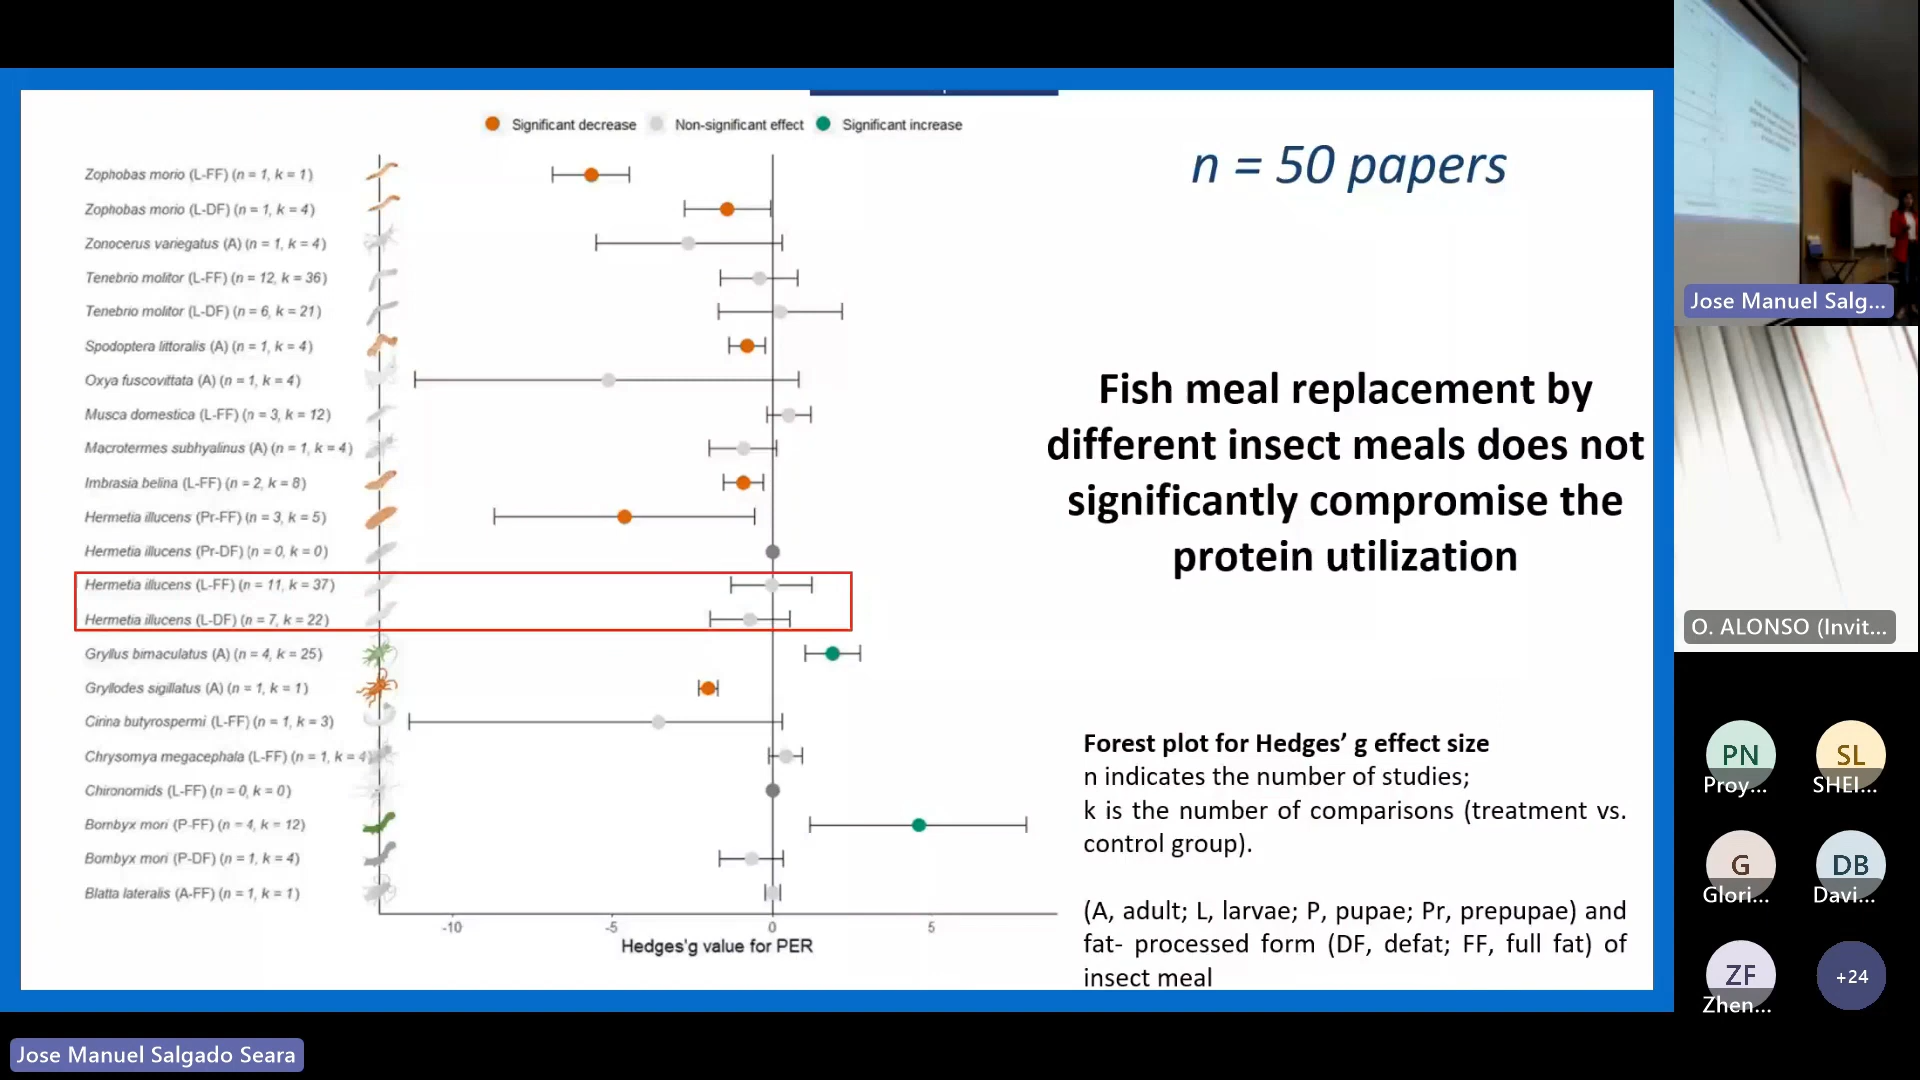 Significant decrease
Non-significant effect
Significant increase
Zophobas morio (L-FF) (n = 1, k = 1)
Zophobas morio (L-DF) (n = 1, k = 4)
Zonocerus variegatus (A) (n = 1, k = 4)
Tenebrio molitor (L-FF) (n = 12, k = 36)
Tenebrio molitor (L-DF) (n = 6, k = 21)
Spodoptera littoralis (A) (n = 1, k = 4)
Oxya fuscovittata (A) (n = 1, k = 4)
Musca domestica (L-FF) (n = 3, k = 12)
Macrotermes subhyalinus (A) (n = 1, k = 4)
Imbrasia belina (L-FF) (n = 2, k = 8)
Hermetia illucens (Pr-FF) (n = 3, k = 5)
Hermetia illucens (Pr-DF) (n = 0, k = 0)
Hermetia illucens (L-FF) (n = 11, k = 37)
Hermetia illucens (L-DF) (n = 7, k = 22)
Gryllus bimaculatus (A) (n = 4, k = 25)
Gryllodes sigillatus (A) (n = 1, k = 1)
Cirina butyrospermi (L-FF) (n = 1, k = 3)
Chrysomya megacephala (L-FF) (n = 1, k = 4)
Chironomids (L-FF) (n = 0, k = 0)
Bombyx mori (P-FF) (n = 4, k = 12)
Bombyx mori (P-DF) (n = 1, k = 4)
Blatta lateralis (A-FF) (n = 1, k = 1)
-10 -5 0 5
Hedges'g value for PER
n = 50 papers
Fish meal replacement by
different insect meals does not
significantly compromise the
protein utilization
Forest plot for Hedges’ g effect size
n indicates the number of studies;
k is the number of comparisons (treatment vs.
control group).
(A, adult; L, larvae; P, pupae; Pr, prepupae) and
fat- processed form (DF, defat; FF, full fat) of
insect meal
Jose Manuel Salg...
O. ALONSO (Invit...
PN
Proy...
SL
SHEI...
G
Glori...
DB
Davi...
ZF
Zhen...
+24
Jose Manuel Salgado Seara